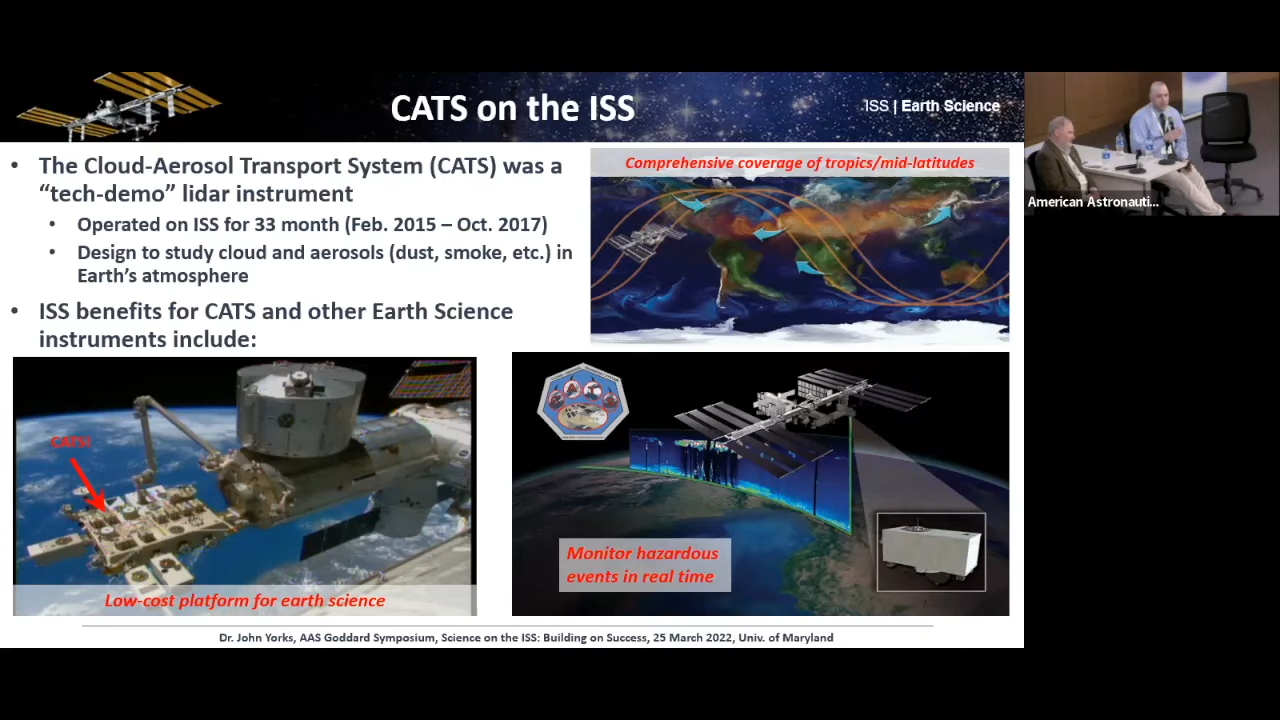 CATS on the ISS
ISS | Earth Science
• The Cloud-Aerosol Transport System (CATS) was a
“tech-demo” lidar instrument
• Operated on ISS for 33 month (Feb. 2015 – Oct. 2017)
• Design to study cloud and aerosols (dust, smoke, etc.) in
Earth’s atmosphere
• ISS benefits for CATS and other Earth Science
instruments include:
Comprehensive coverage of tropics/mid-latitudes
CATS!
Low-cost platform for earth science
Monitor hazardous
events in real time
Dr. John Yorks, AAS Goddard Symposium, Science on the ISS: Building on Success, 25 March 2022, Univ. of Maryland
American Astronauti...